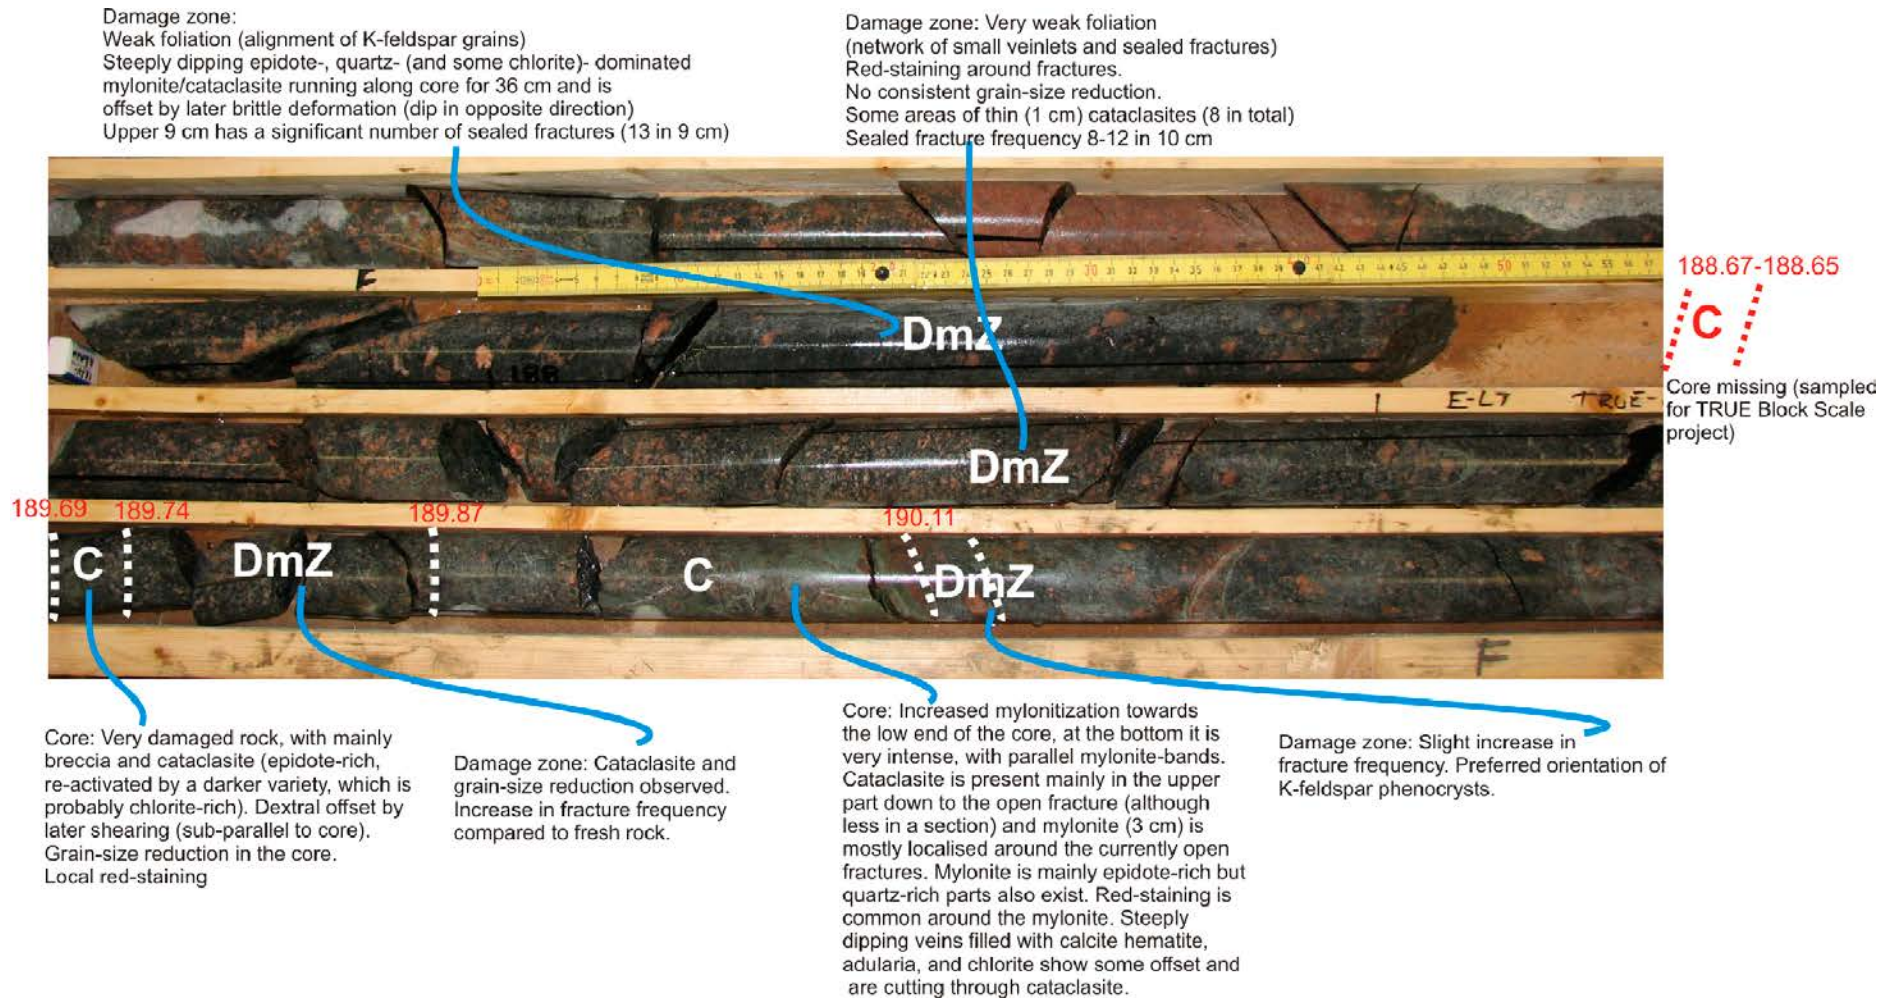 Damage zone:
Weak foliation (alignment of K-feldspar grains)
Steeply dipping epidote-, quartz- (and some chlorite)- dominated
mylonite/cataclasite running along core for 36 cm and is
offset by later brittle deformation (dip in opposite direction)
Upper 9 cm has a significant number of sealed fractures (13 in 9 cm)
Damage zone: Very weak foliation
(network of small veinlets and sealed fractures)
Red-staining around fractures.
No consistent grain-size reduction.
Some areas of thin (1 cm) cataclasites (8 in total)
Sealed fracture frequency 8-12 in 10 cm
F
30
50
188.67-188.65
C
DmZ
188
Core missing (sampled
for TRUE Block Scale
project)
E-LT TRUE-
DmZ
189.69 189.74 189.87 190.11
C DmZ C DmZ
F
Core: Very damaged rock, with mainly
breccia and cataclasite (epidote-rich,
re-activated by a darker variety, which is
probably chlorite-rich). Dextral offset by
later shearing (sub-parallel to core).
Grain-size reduction in the core.
Local red-staining
Damage zone: Cataclasite and
grain-size reduction observed.
Increase in fracture frequency
compared to fresh rock.
Core: Increased mylonitization towards
the low end of the core, at the bottom it is
very intense, with parallel mylonite-bands.
Cataclasite is present mainly in the upper
part down to the open fracture (although
less in a section) and mylonite (3 cm) is
mostly localised around the currently open
fractures. Mylonite is mainly epidote-rich but
quartz-rich parts also exist. Red-staining is
common around the mylonite. Steeply
dipping veins filled with calcite hematite,
adularia, and chlorite show some offset and
are cutting through cataclasite.
Damage zone: Slight increase in
fracture frequency. Preferred orientation of
K-feldspar phenocrysts.